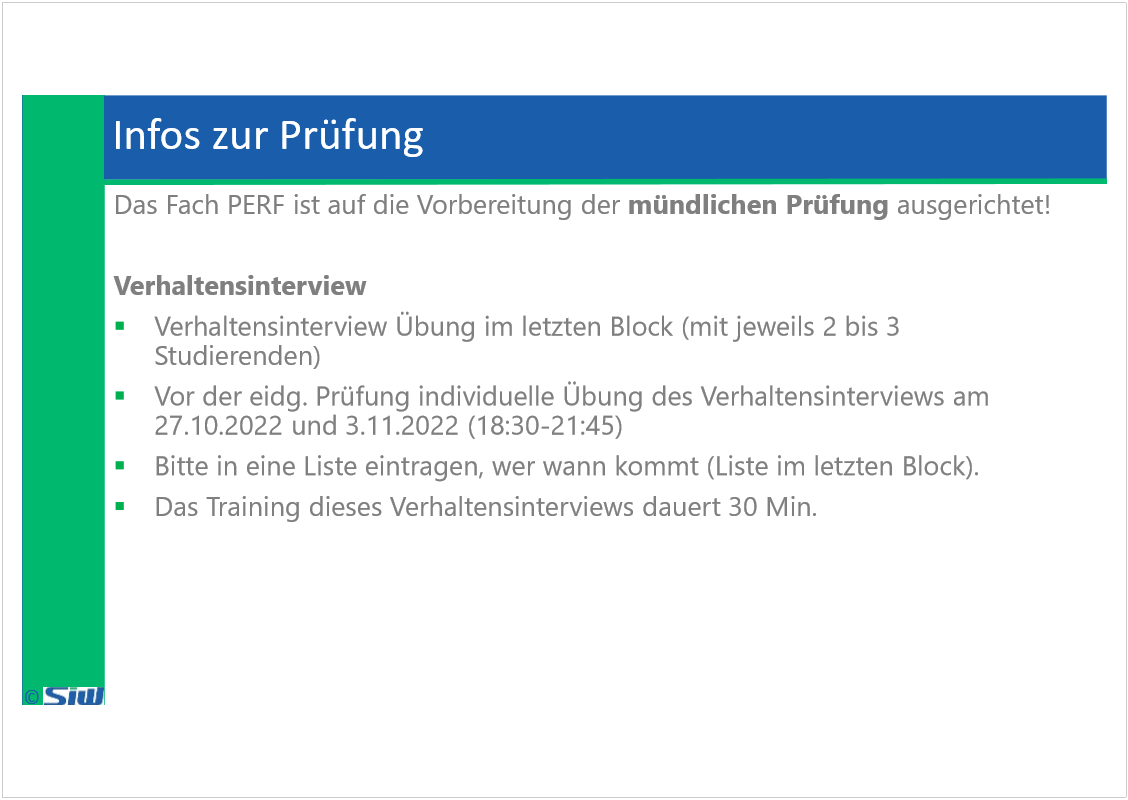 Infos zur Prüfung
Das Fach PERF ist auf die Vorbereitung der mündlichen Prüfung ausgerichtet!
Verhaltensinterview
▪ Verhaltensinterview Übung im letzten Block (mit jeweils 2 bis 3
Studierenden)
▪ Vor der eidg. Prüfung individuelle Übung des Verhaltensinterviews am
27.10.2022 und 3.11.2022 (18:30-21:45)
▪ Bitte in eine Liste eintragen, wer wann kommt (Liste im letzten Block).
▪ Das Training dieses Verhaltensinterviews dauert 30 Min.
© SiW